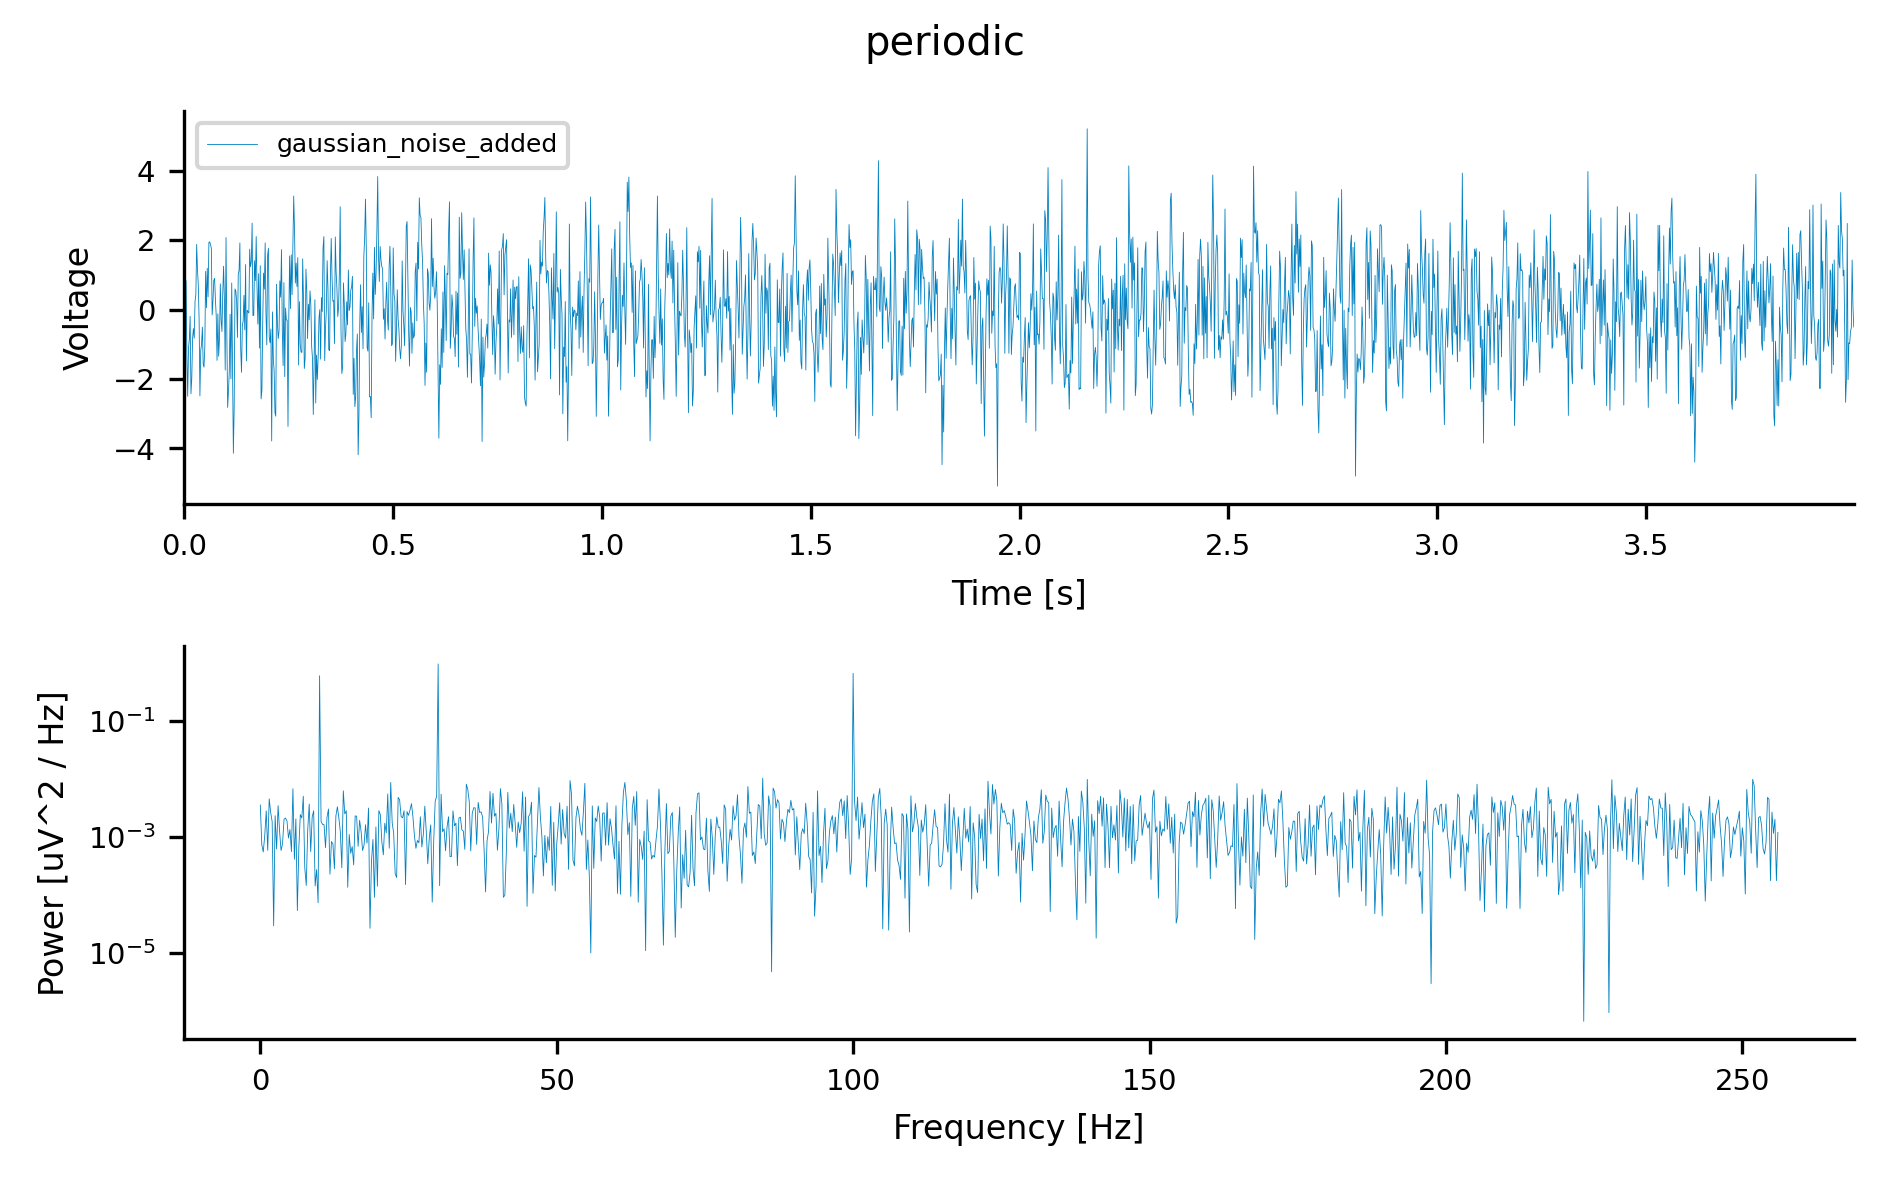 periodic
gaussian_noise_added
4
2
0
−2
−4
Voltage
0.0 0.5 1.0 1.5 2.0 2.5 3.0 3.5
Time [s]
10⁻¹
10⁻³
10⁻⁵
Power [uV^2 / Hz]
0 50 100 150 200 250
Frequency [Hz]